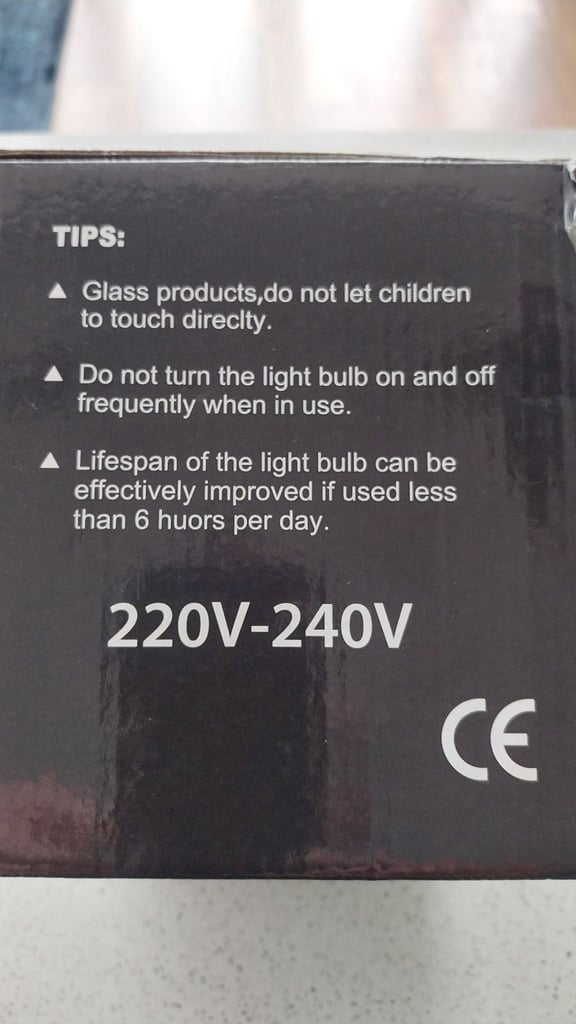 TIPS:
▲ Glass products,do not let children
to touch direclty.
▲ Do not turn the light bulb on and off
frequently when in use.
▲ Lifespan of the light bulb can be
effectively improved if used less
than 6 huors per day.
220V-240V
CE